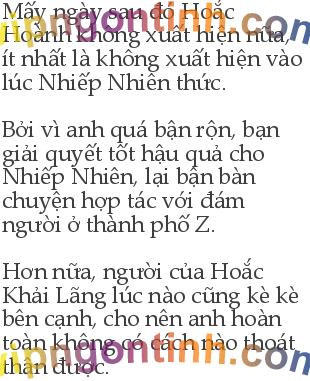 Mấy ngày sau đó Hoắc
Hoành không xuất hiện nữa,
ít nhất là không xuất hiện vào
lúc Nhiếp Nhiên thức.
Bởi vì anh quá bận rộn, bạn
giải quyết tốt hậu quả cho
Nhiếp Nhiên, lại bận bàn
chuyện hợp tác với đám
người ở thành phố Z.
Hơn nữa, người của Hoắc
Khải Lãng lúc nào cũng kè kè
bên cạnh, cho nên anh hoàn
toàn không có cách nào thoát
thân được.
vipngontinh.com
vipngontinh.com